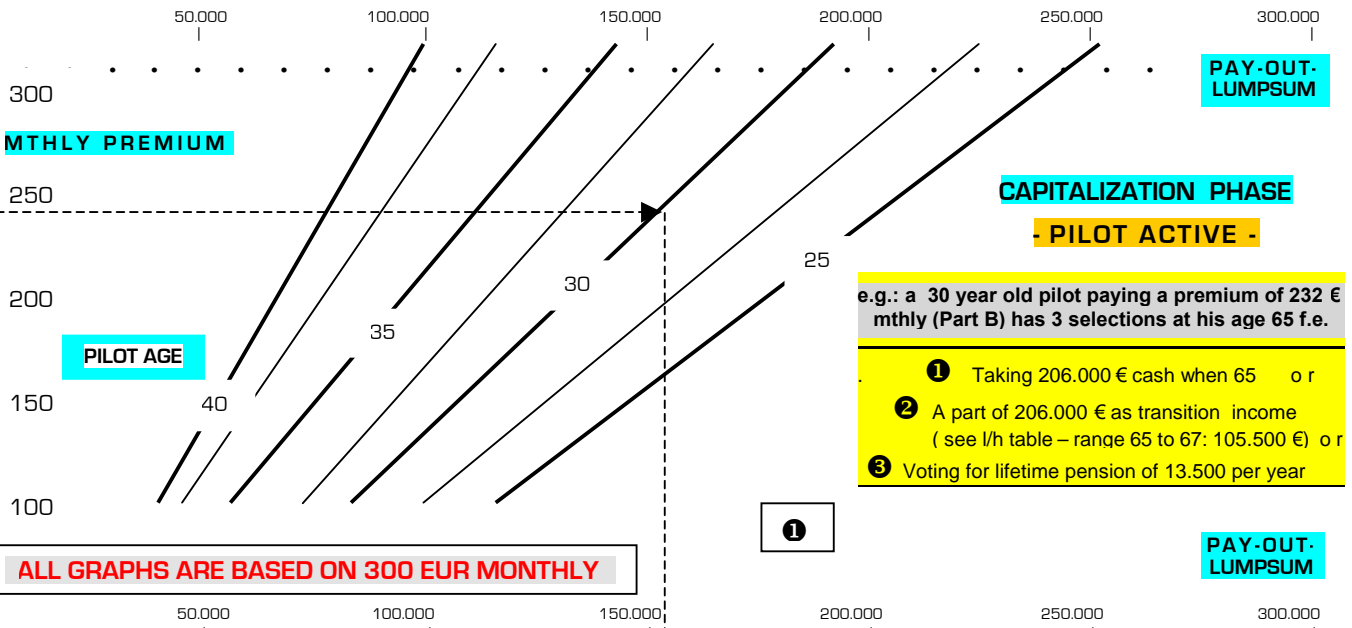 50.000 100.000 150.000 200.000 250.000 300.000
PAY-OUT-
LUMPSUM
300
MTHLY PREMIUM
250
CAPITALIZATION PHASE
- PILOT ACTIVE -
25
30
200
e.g.: a 30 year old pilot paying a premium of 232 €
mthly (Part B) has 3 selections at his age 65 f.e.
35
PILOT AGE
. ❶ Taking 206.000 € cash when 65 o r
150
40
❷ A part of 206.000 € as transition income
( see l/h table – range 65 to 67: 105.500 €) o r
❸ Voting for lifetime pension of 13.500 per year
100
❶
PAY-OUT-
LUMPSUM
ALL GRAPHS ARE BASED ON 300 EUR MONTHLY
50.000 100.000 150.000 200.000 250.000 300.000